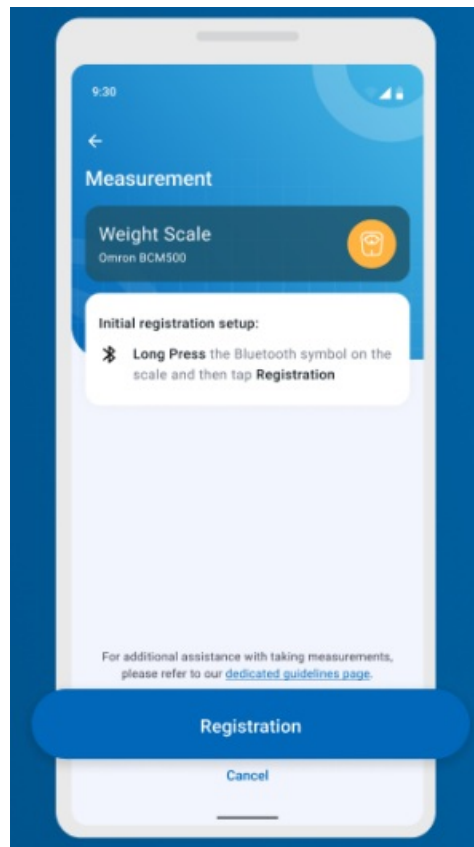 9:30
Measurement
Weight Scale
Omron BCM500
Initial registration setup:
Long Press the Bluetooth symbol on the
scale and then tap Registration
For additional assistance with taking measurements,
please refer to our dedicated guidelines page.
Registration
Cancel